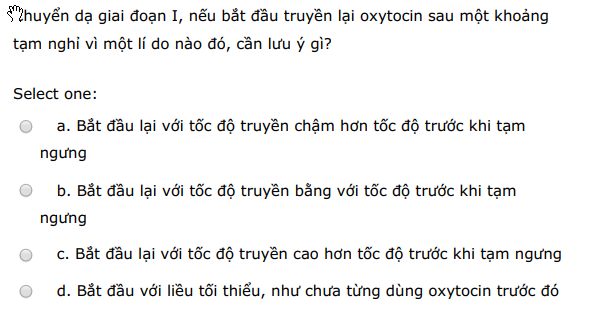 huyển dạ giai đoạn I, nếu bắt đầu truyền lại oxytocin sau một khoảng
tạm nghỉ vì một lí do nào đó, cần lưu ý gì?
Select one:
a. Bắt đầu lại với tốc độ truyền chậm hơn tốc độ trước khi tạm
ngưng
b. Bắt đầu lại với tốc độ truyền bằng với tốc độ trước khi tạm
ngưng
c. Bắt đầu lại với tốc độ truyền cao hơn tốc độ trước khi tạm ngưng
d. Bắt đầu với liều tối thiểu, như chưa từng dùng oxytocin trước đó